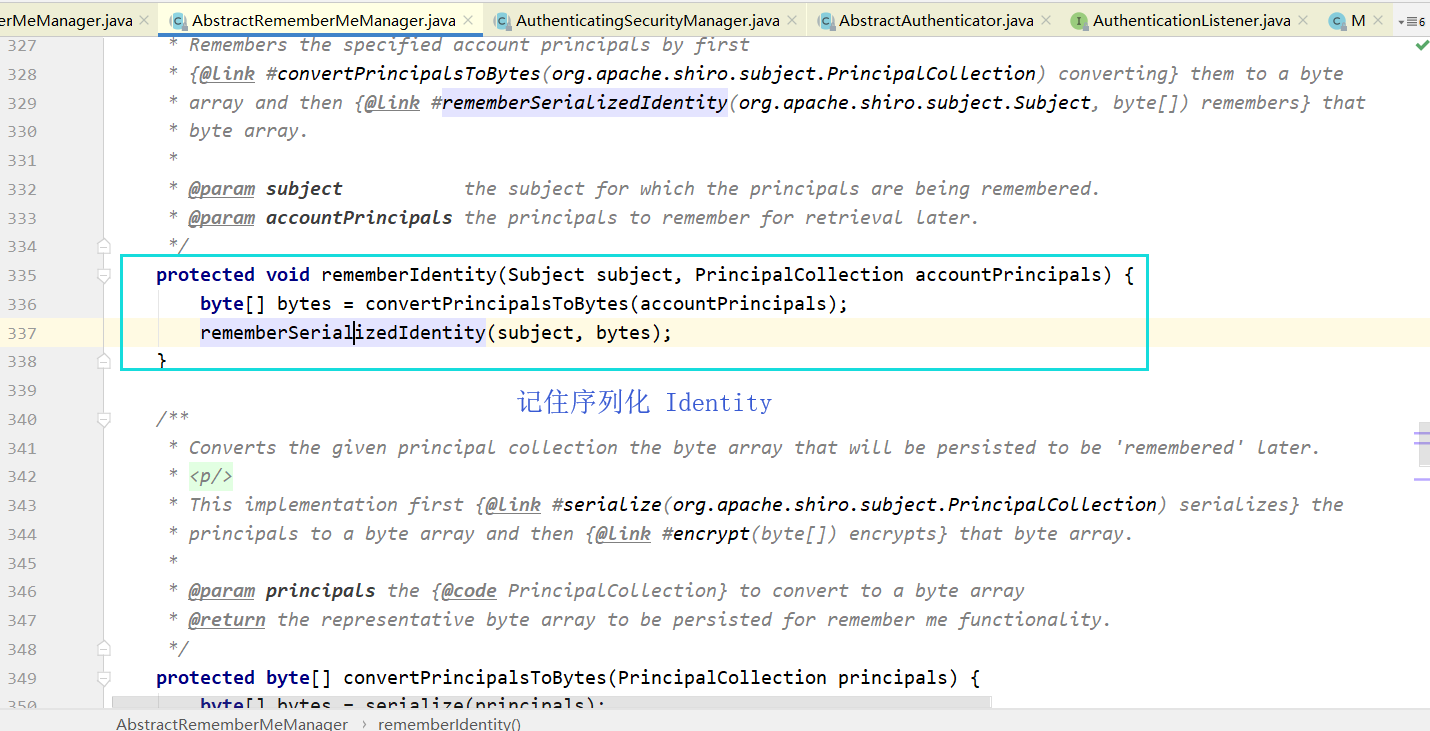 erMeManager.java × AbstractRememberMeManager.java × AuthenticatingSecurityManager.java × AbstractAuthenticator.java × AuthenticationListener.java × M × 6
327 * Remembers the specified account principals by first
328 * {@link #convertPrincipalsToBytes(org.apache.shiro.subject.PrincipalCollection) converting} them to a byte
329 * array and then {@link #rememberSerializedIdentity(org.apache.shiro.subject.Subject, byte[]) remembers} that
330 * byte array.
331 *
332 * @param subject the subject for which the principals are being remembered.
333 * @param accountPrincipals the principals to remember for retrieval later.
334 */
335 protected void rememberIdentity(Subject subject, PrincipalCollection accountPrincipals) {
336 byte[] bytes = convertPrincipalsToBytes(accountPrincipals);
337 rememberSerializedIdentity(subject, bytes);
338 }
339
记住序列化 Identity
340 /**
341 * Converts the given principal collection the byte array that will be persisted to be 'remembered' later.
342 * <p/>
343 * This implementation first {@link #serialize(org.apache.shiro.subject.PrincipalCollection) serializes} the
344 * principals to a byte array and then {@link #encrypt(byte[]) encrypts} that byte array.
345 *
346 * @param principals the {@code PrincipalCollection} to convert to a byte array
347 * @return the representative byte array to be persisted for remember me functionality.
348 */
349 protected byte[] convertPrincipalsToBytes(PrincipalCollection principals) {
350 byte[] bytes = serialize(principals);
AbstractRememberMeManager › rememberIdentity()